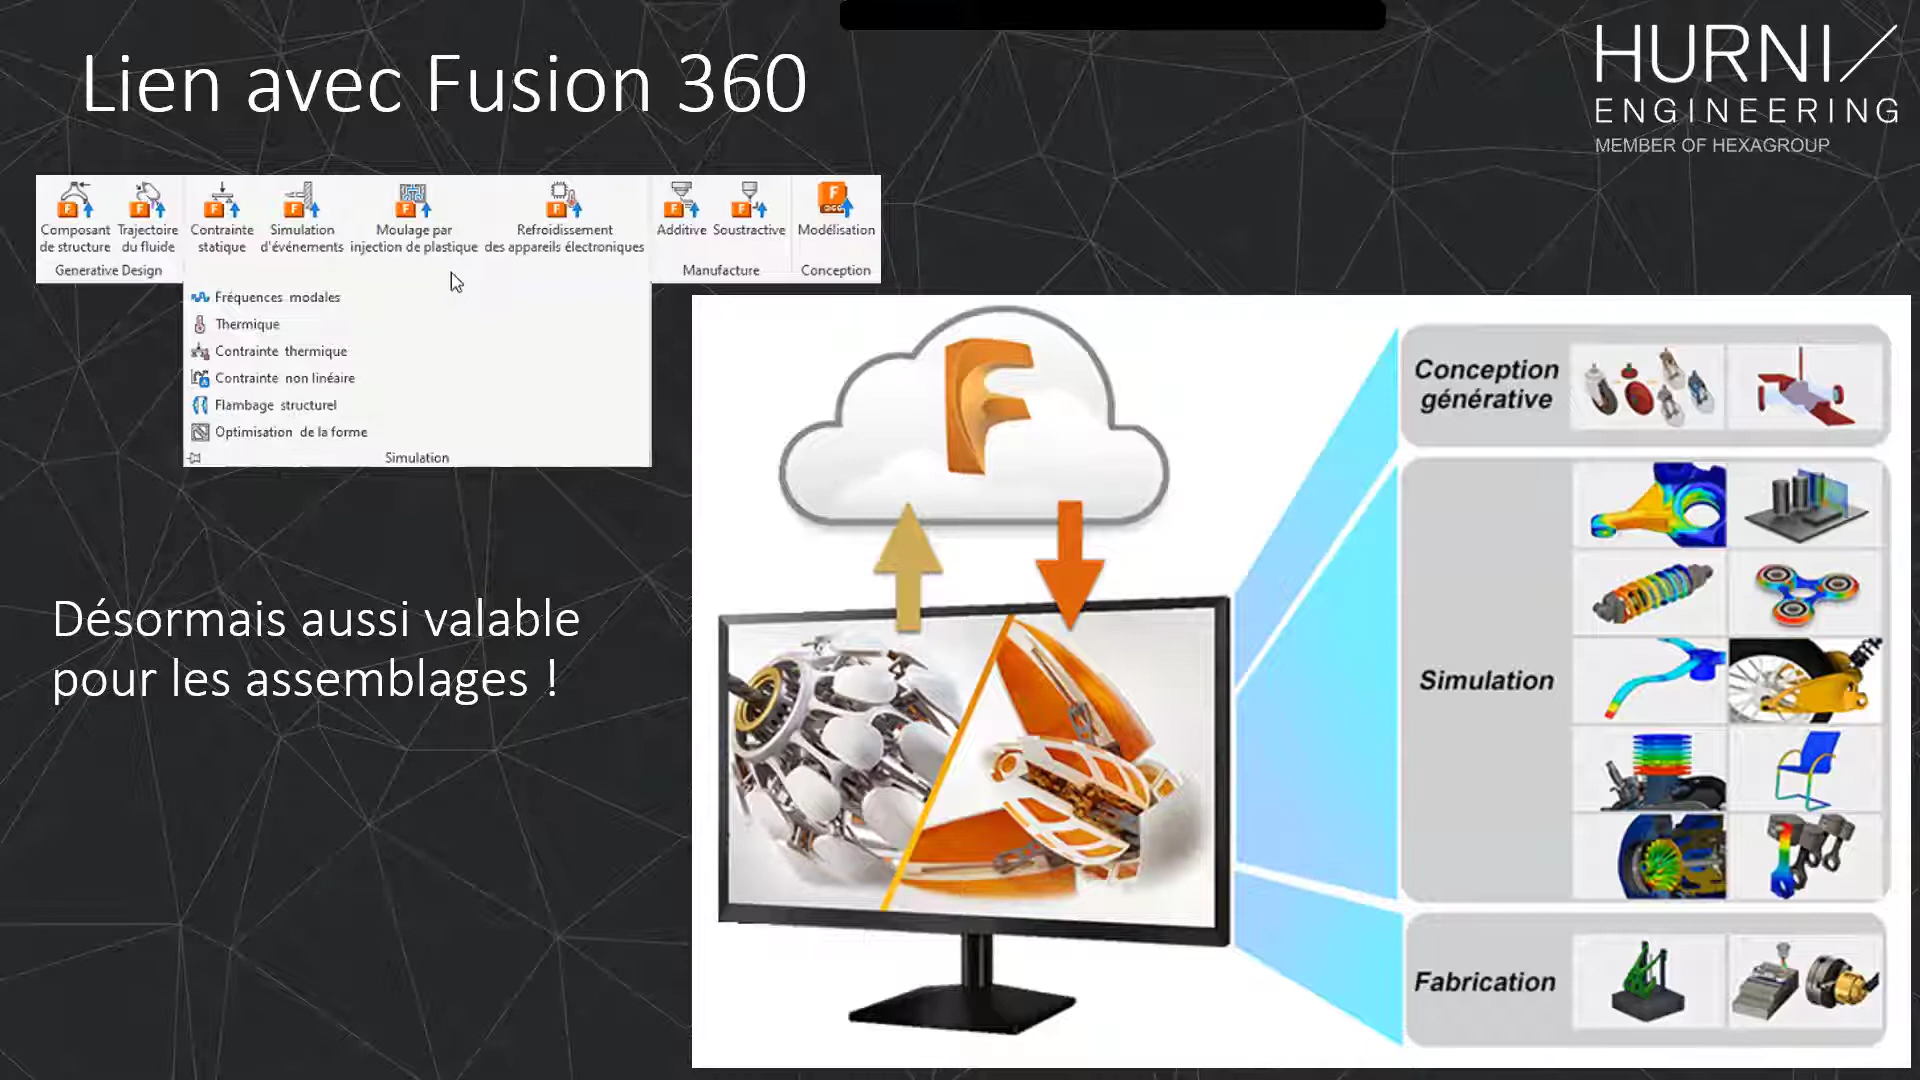 Lien avec Fusion 360
HURNI
ENGINEERING
MEMBER OF HEXAGROUP
Composant de structure
Trajectoire du fluide
Generative Design
Contrainte statique
Simulation d'événements
Moulage par injection de plastique
Refroidissement des appareils électroniques
Additive
Soustractive
Manufacture
Modélisation
Conception
Fréquences modales
Thermique
Contrainte thermique
Contrainte non linéaire
Flambage structurel
Optimisation de la forme
Simulation
Désormais aussi valable
pour les assemblages !
Conception
générative
Simulation
Fabrication